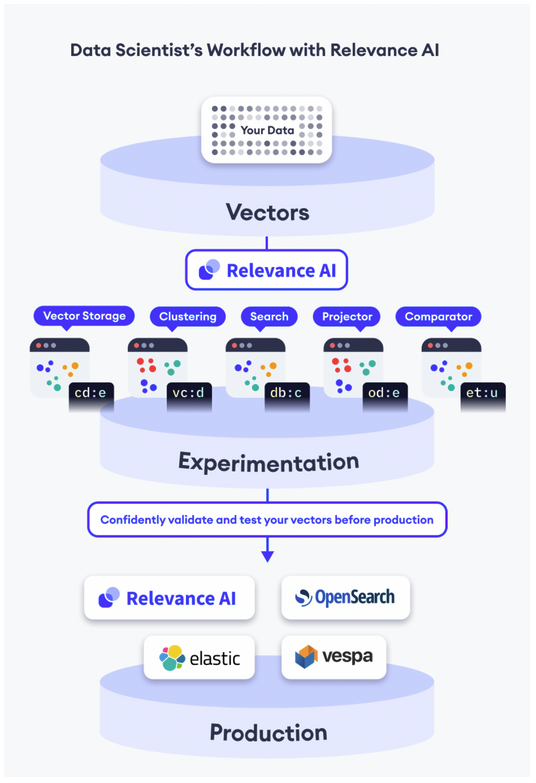 Data Scientist's Workflow with Relevance AI
Your Data
Vectors
Relevance AI
Vector Storage Clustering Search Projector Comparator
cd:e vc:d db:c od:e et:u
Experimentation
Confidently validate and test your vectors before production
Relevance AI OpenSearch
elastic vespa
Production